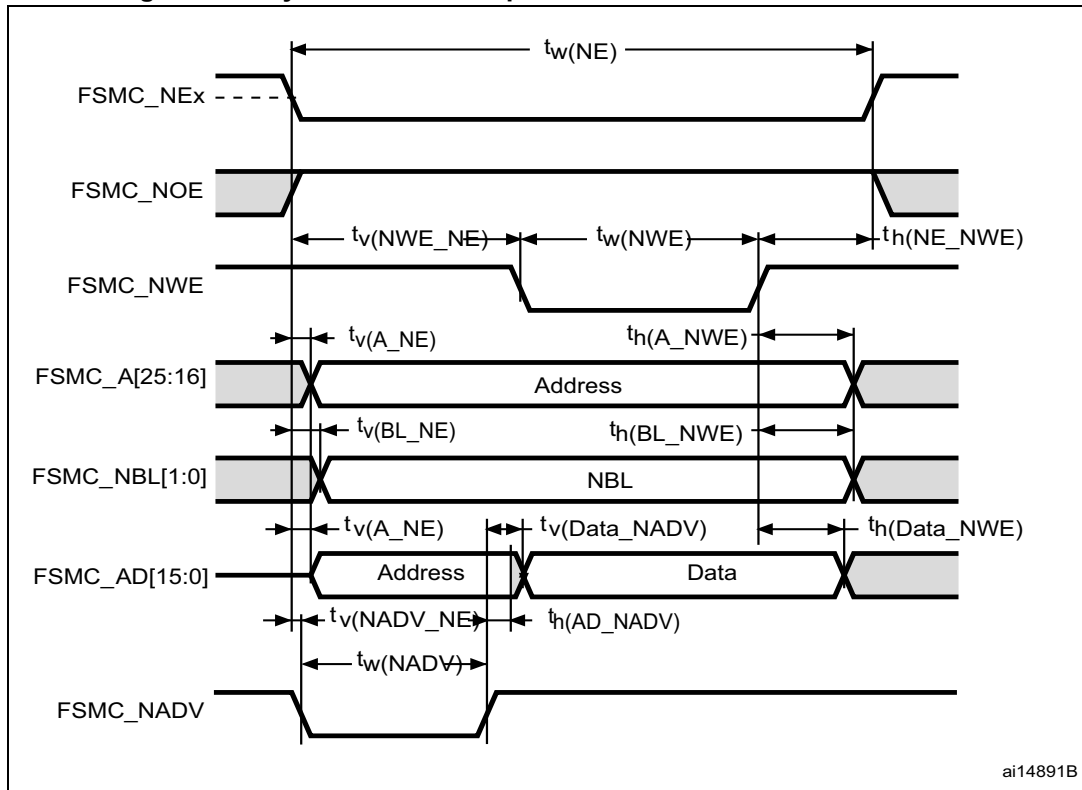 tw(NE)
FSMC_NEx
FSMC_NOE
tv(NWE_NE)
tw(NWE)
th(NE_NWE)
FSMC_NWE
tv(A_NE)
th(A_NWE)
FSMC_A[25:16]
Address
tv(BL_NE)
th(BL_NWE)
FSMC_NBL[1:0]
NBL
tv(A_NE)
tv(Data_NADV)
th(Data_NWE)
FSMC_AD[15:0]
Address
Data
tv(NADV_NE)
th(AD_NADV)
tw(NADV)
FSMC_NADV
ai14891B